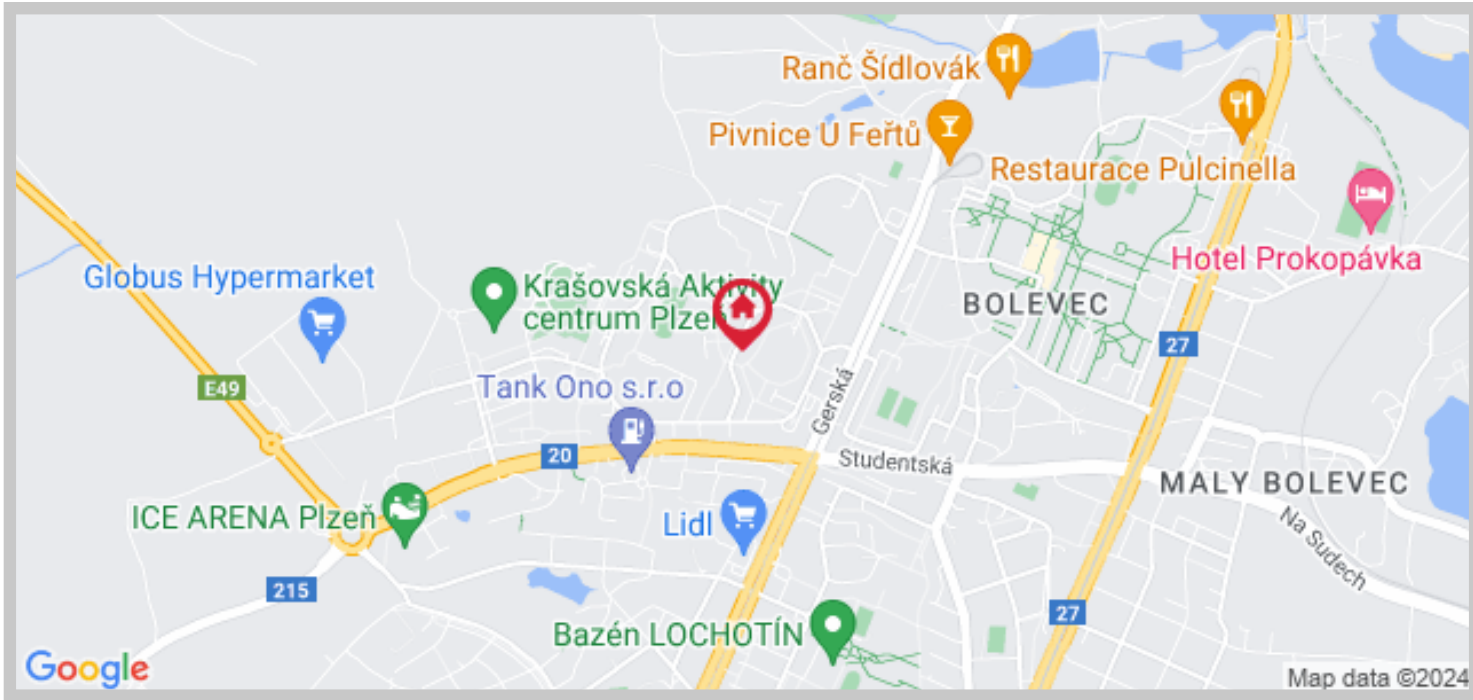 Ranč Šídlovák
Pivnice U Feřtů
Restaurace Pulcinella
Hotel Prokopávka
Globus Hypermarket
Krašovská Aktivity
centrum Plzeň
BOLEVEC
27
E49
Tank Ono s.r.o
Gerská
20
Studentská
MALY BOLEVEC
ICE ARENA Plzeň
Lidl
Na Sudech
215
27
Bazén LOCHOTÍN
Google
Map data ©2024